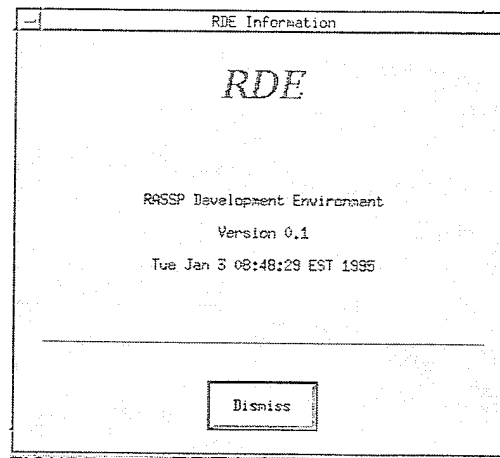 RDE Information
RDE
RASSP Development Environment
Version 0.1
Tue Jan 3 08:48:29 EST 1995
Dismiss